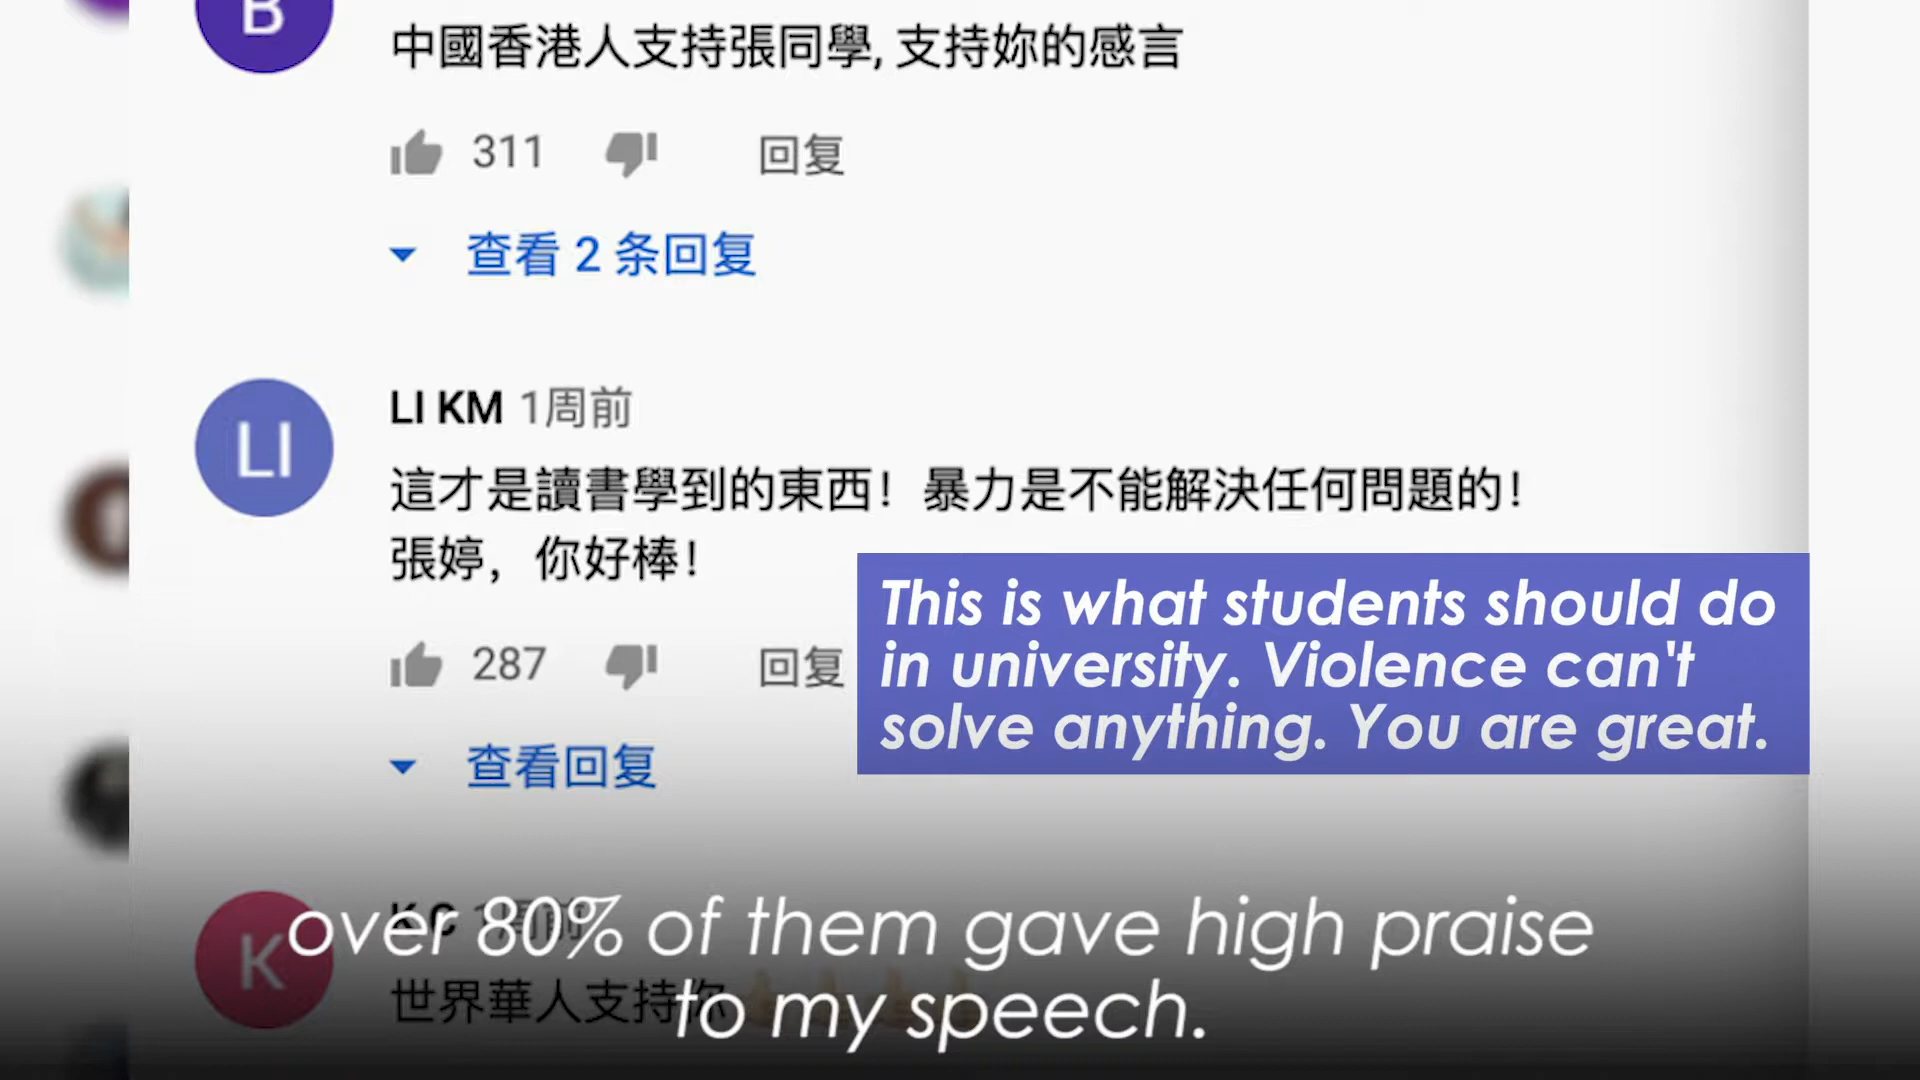 B
中國香港人支持張同學, 支持妳的感言
311 回复
查看 2 条回复
LI
LI KM 1周前
這才是讀書學到的東西！暴力是不能解決任何問題的！
張婷，你好棒！
287 回复
This is what students should do
in university. Violence can't
solve anything. You are great.
查看回复
K
K C 1周前
世界華人支持你
over 80% of them gave high praise
to my speech.